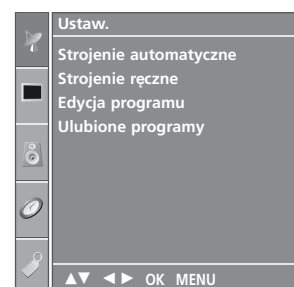 Ustaw.
Strojenie automatyczne
Strojenie ręczne
Edycja programu
Ulubione programy
▲▼ ◄► OK MENU